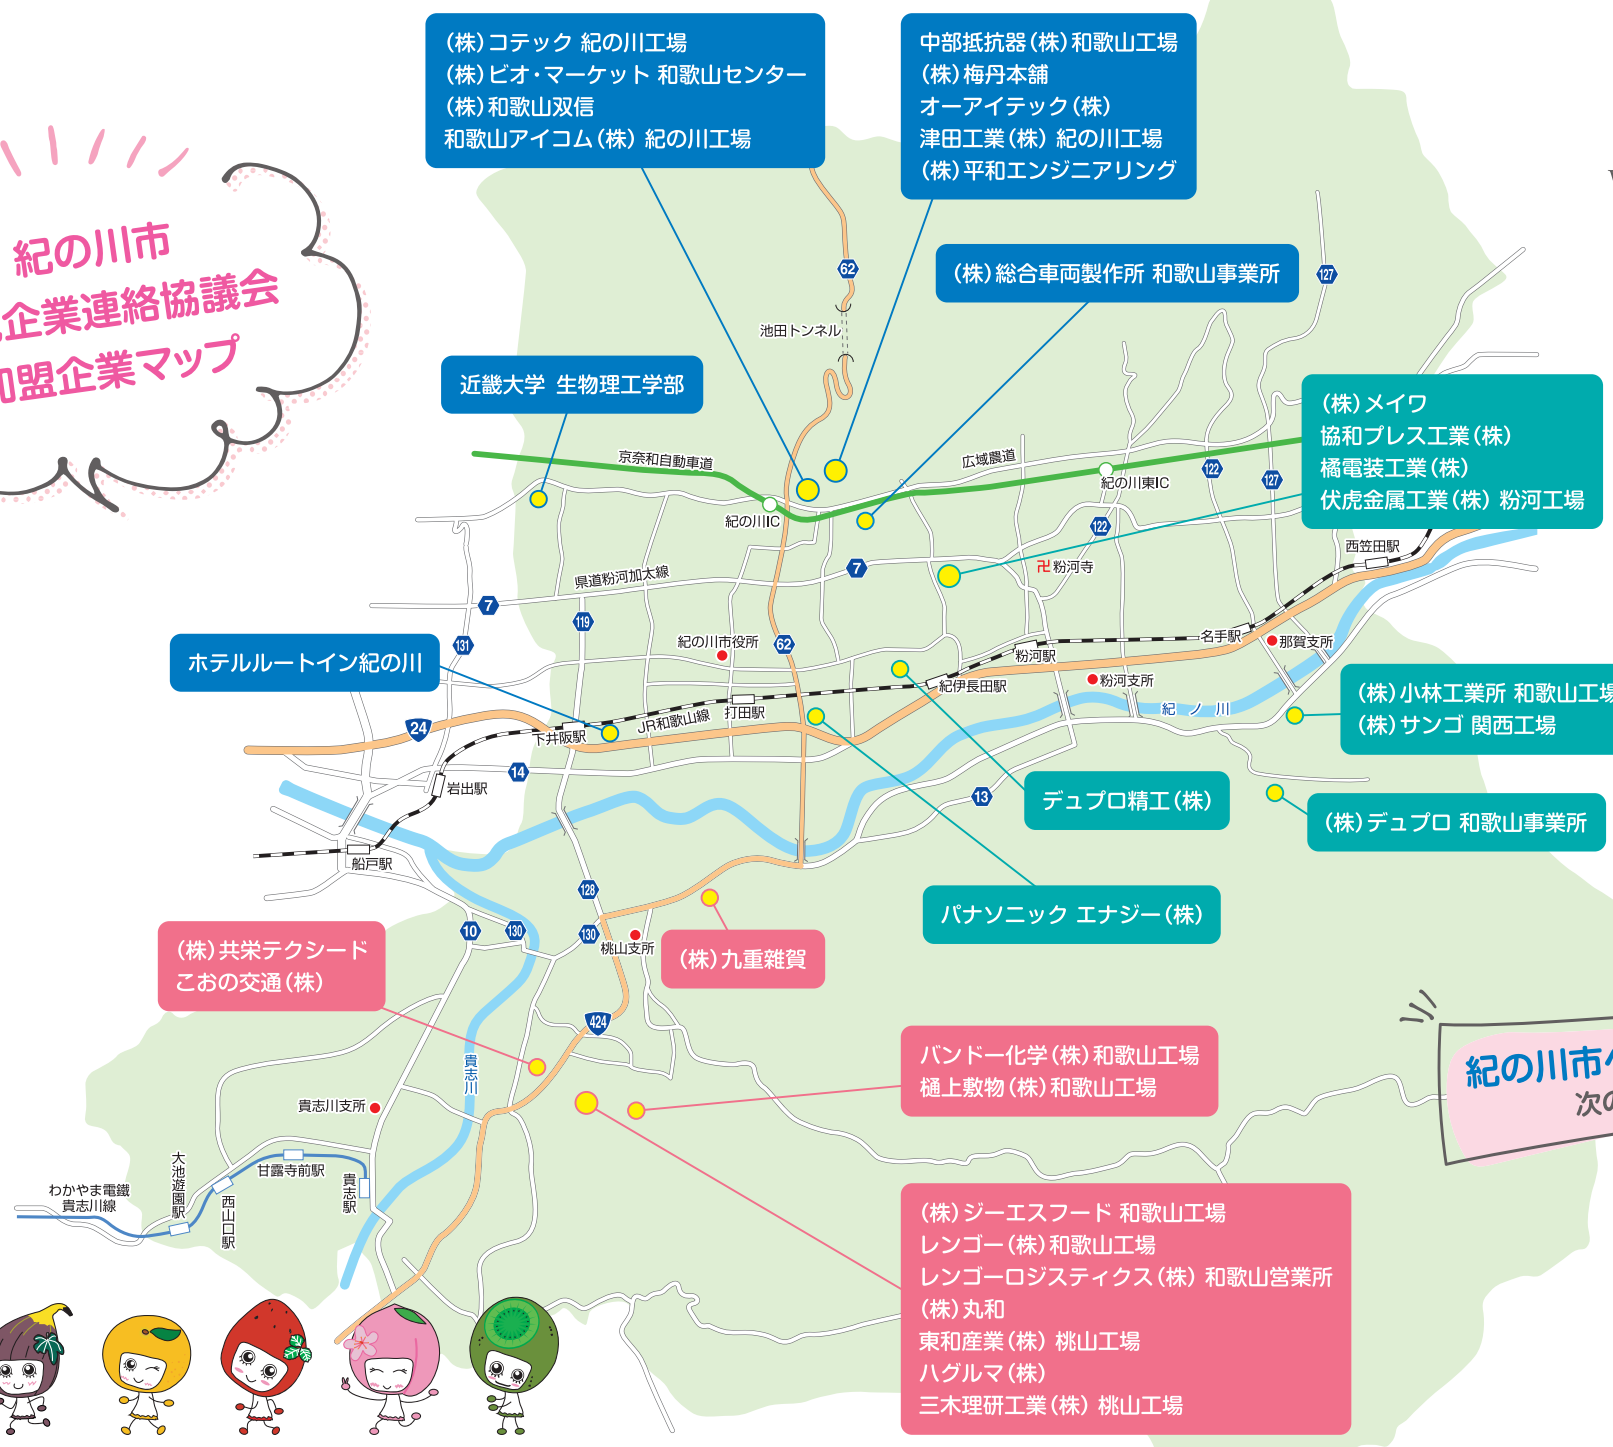 紀の川市
企業連絡協議会
加盟企業マップ
(株)コテック 紀の川工場
(株)ビオ・マーケット 和歌山センター
(株)和歌山双信
和歌山アイコム(株) 紀の川工場
中部抵抗器(株)和歌山工場
(株)梅丹本舗
オーアイテック(株)
津田工業(株) 紀の川工場
(株)平和エンジニアリング
62
(株)総合車両製作所 和歌山事業所
127
池田トンネル
近畿大学 生物理工学部
(株)メイワ
協和プレス工業(株)
橘電装工業(株)
伏虎金属工業(株) 粉河工場
京奈和自動車道
広域農道
紀の川東IC
122
127
紀の川IC
122
西笠田駅
県道粉河加太線
7
卍粉河寺
7
119
131
紀の川市役所
62
名手駅
那賀支所
粉河駅
ホテルルートイン紀の川
紀伊長田駅
粉河支所
(株)小林工業所 和歌山工場
(株)サンゴ 関西工場
紀ノ川
24
下井阪駅
JR和歌山線
打田駅
14
岩出駅
13
デュプロ精工(株)
(株)デュプロ 和歌山事業所
船戸駅
128
パナソニック エナジー(株)
10
130
130
桃山支所
(株)九重雑賀
(株)共栄テクシード
こおの交通(株)
424
貴志川
バンドー化学(株)和歌山工場
樋上敷物(株)和歌山工場
紀の川市へ
次の
貴志川支所
大池遊園駅
甘露寺前駅
貴志駅
西山口駅
わかやま電鐵
貴志川線
(株)ジーエスフード 和歌山工場
レンゴー(株)和歌山工場
レンゴーロジスティクス(株) 和歌山営業所
(株)丸和
東和産業(株) 桃山工場
ハグルマ(株)
三木理研工業(株) 桃山工場